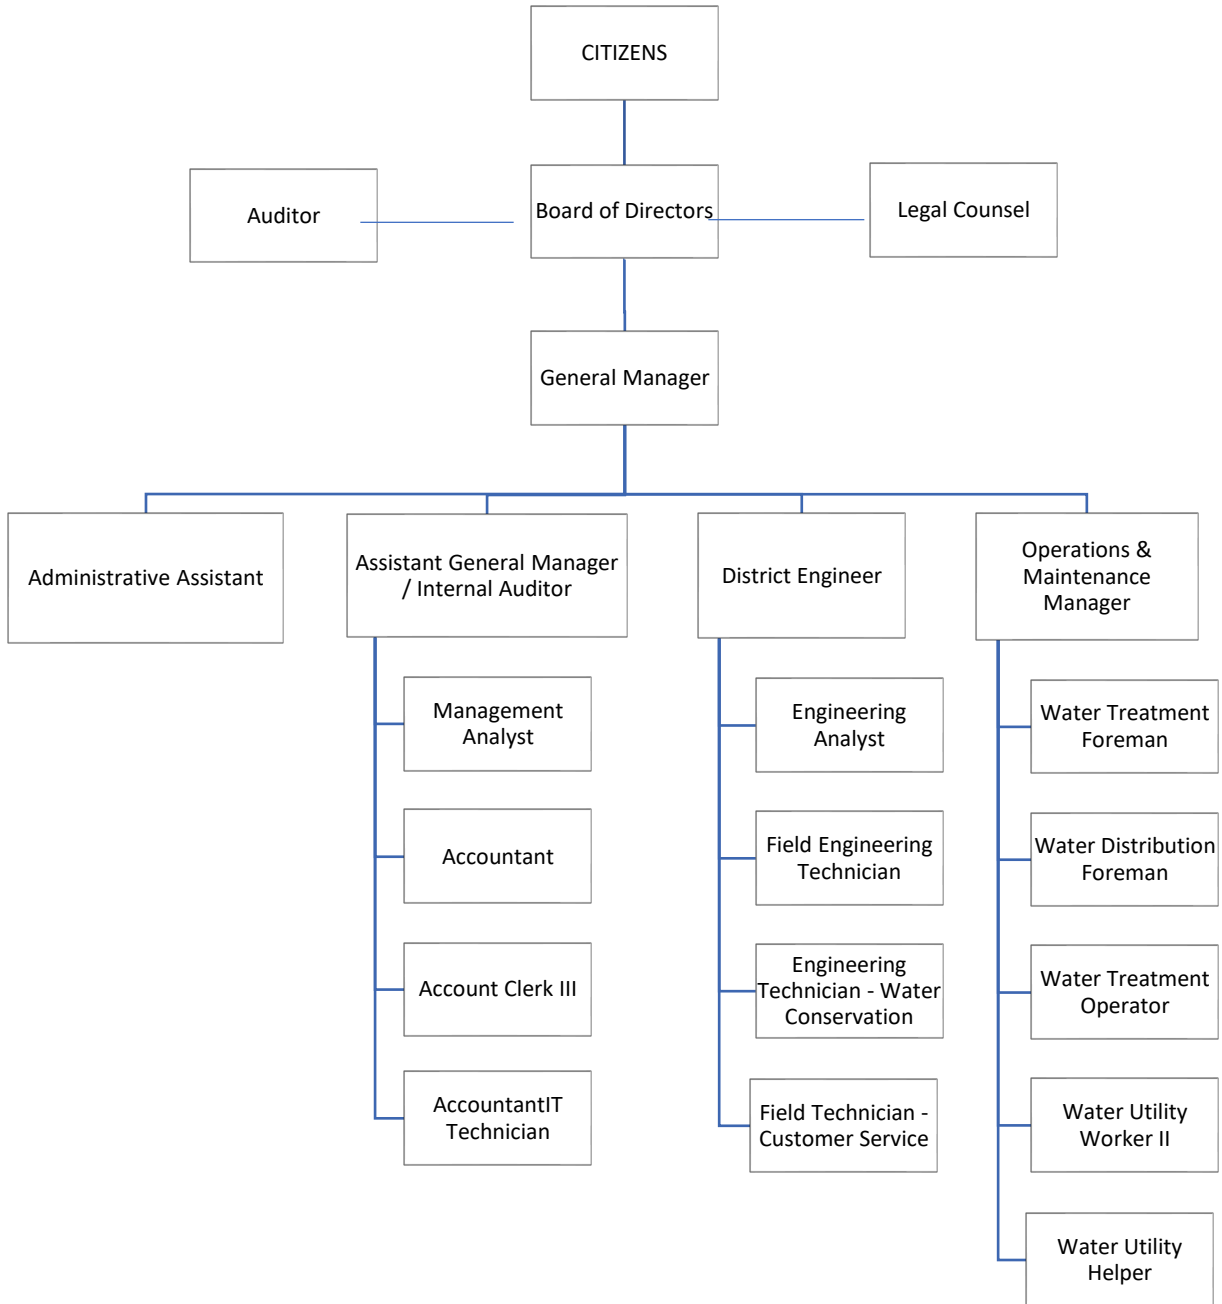 CITIZENS
Auditor
Board of Directors
Legal Counsel
General Manager
Administrative Assistant
Assistant General Manager
/ Internal Auditor
District Engineer
Operations &
Maintenance
Manager
Management
Analyst
Accountant
Account Clerk III
AccountantIT
Technician
Engineering
Analyst
Field Engineering
Technician
Engineering
Technician - Water
Conservation
Field Technician -
Customer Service
Water Treatment
Foreman
Water Distribution
Foreman
Water Treatment
Operator
Water Utility
Worker II
Water Utility
Helper